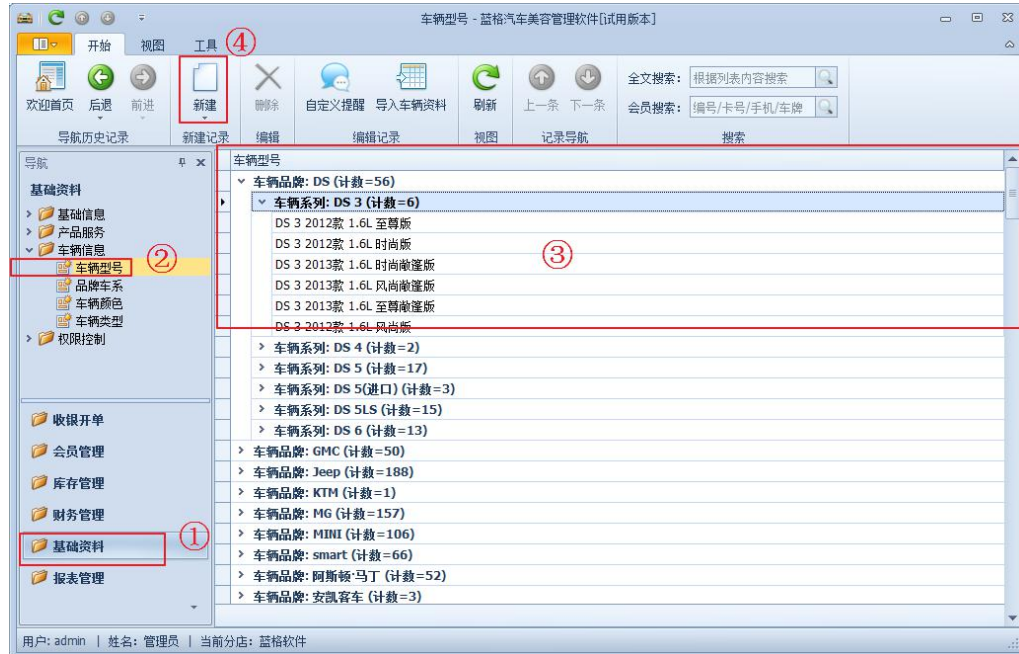 车辆型号 - 蓝格汽车美容管理软件[试用版本]
开始 视图 工具 ④
欢迎首页 后退 前进 新建 删除 自定义提醒 导入车辆资料 刷新 上一条 下一条
全文搜索: 根据列表内容搜索
会员搜索: 编号/卡号/手机/车牌
导航历史记录 新建记录 编辑 编辑记录 视图 记录导航 搜索
导航
基础资料
基础信息
产品服务
车辆信息
车辆型号 ②
品牌车系
车辆颜色
车辆类型
权限控制
收银开单
会员管理
库存管理
财务管理
基础资料 ①
报表管理
车辆型号
车辆品牌: DS (计数=56)
车辆系列: DS 3 (计数=6)
DS 3 2012款 1.6L 至尊版
DS 3 2012款 1.6L 时尚版
DS 3 2013款 1.6L 时尚敞篷版 ③
DS 3 2013款 1.6L 风尚敞篷版
DS 3 2013款 1.6L 至尊敞篷版
DS 3 2012款 1.6L 风尚版
车辆系列: DS 4 (计数=2)
车辆系列: DS 5 (计数=17)
车辆系列: DS 5(进口) (计数=3)
车辆系列: DS 5LS (计数=15)
车辆系列: DS 6 (计数=13)
车辆品牌: GMC (计数=50)
车辆品牌: Jeep (计数=188)
车辆品牌: KTM (计数=1)
车辆品牌: MG (计数=157)
车辆品牌: MINI (计数=106)
车辆品牌: smart (计数=66)
车辆品牌: 阿斯顿·马丁 (计数=52)
车辆品牌: 安凯客车 (计数=3)
用户: admin | 姓名: 管理员 | 当前分店: 蓝格软件